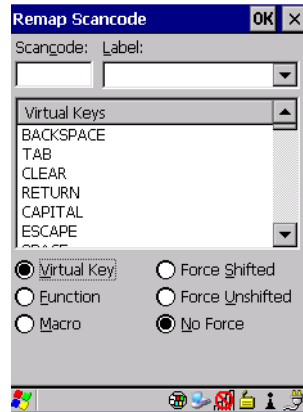 Remap Scancode OK ×
Scancode: Label:
Virtual Keys
BACKSPACE
TAB
CLEAR
RETURN
CAPITAL
ESCAPE
SPACE
Virtual Key Force Shifted
Function Force Unshifted
Macro No Force